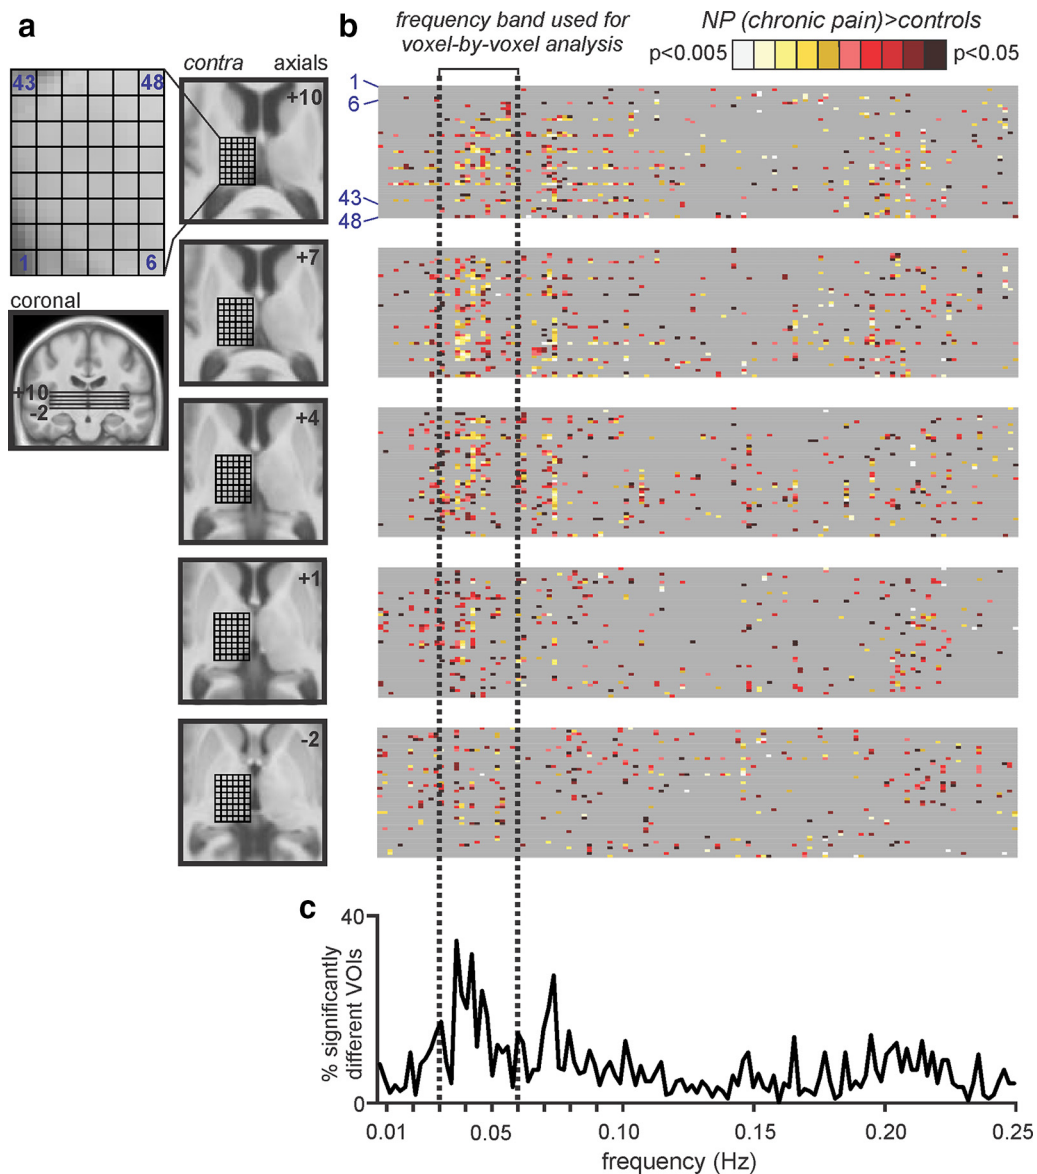 a
b
frequency band used for
voxel-by-voxel analysis
NP (chronic pain)>controls
p<0.005
p<0.05
contra
axials
43
48
1
6
coronal
+10
-2
+10
+7
+4
+1
-2
1
6
43
48
c
40
0
% significantly
different VOIs
0.01
0.05
0.10
0.15
0.20
0.25
frequency (Hz)